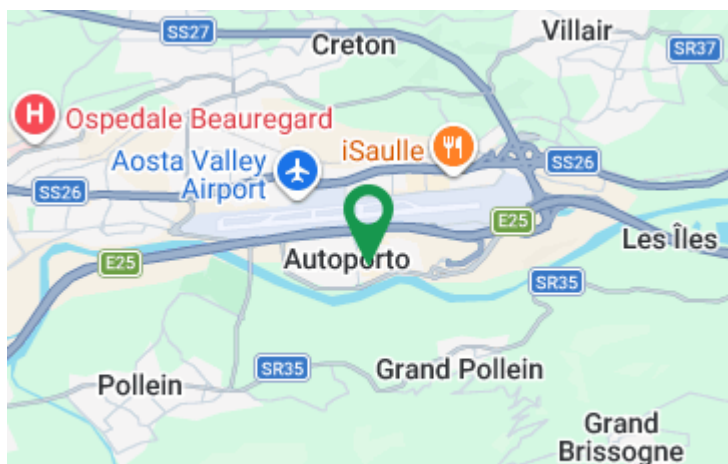 SS27
Creton
Villair
SR37
H
Ospedale Beauregard
iSaulle
Aosta Valley
Airport
SS26
SS26
E25
E25
Autoporto
Les Îles
SR35
Pollein
SR35
Grand Pollein
Grand
Brissogne